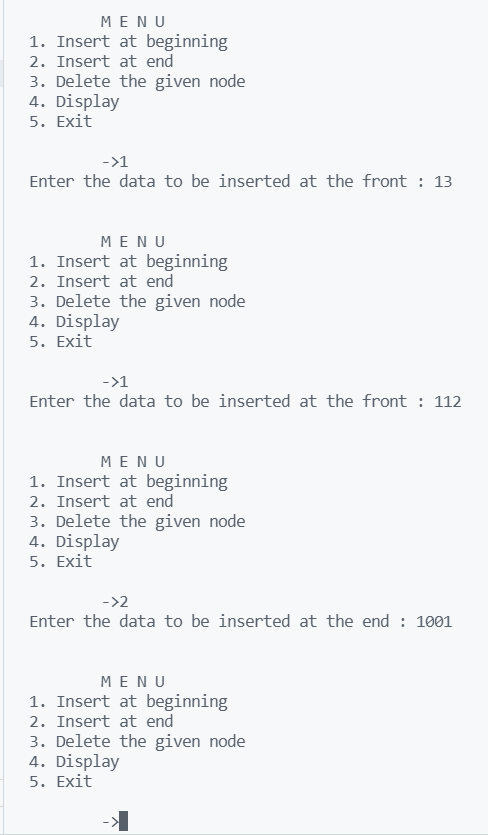 M E N U
1. Insert at beginning
2. Insert at end
3. Delete the given node
4. Display
5. Exit
->1
Enter the data to be inserted at the front : 13
M E N U
1. Insert at beginning
2. Insert at end
3. Delete the given node
4. Display
5. Exit
->1
Enter the data to be inserted at the front : 112
M E N U
1. Insert at beginning
2. Insert at end
3. Delete the given node
4. Display
5. Exit
->2
Enter the data to be inserted at the end : 1001
M E N U
1. Insert at beginning
2. Insert at end
3. Delete the given node
4. Display
5. Exit
->